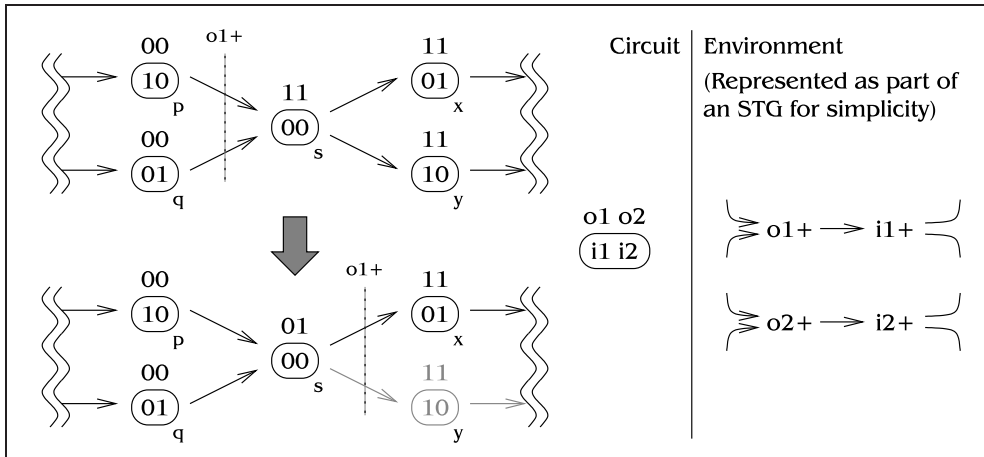 00
10
p
o1+
11
00
s
11
01
x
00
01
q
11
10
y
00
10
p
o1+
01
00
s
11
01
x
00
01
q
11
10
y
Circuit
o1 o2
i1 i2
Environment
(Represented as part of
an STG for simplicity)
o1+ i1+
o2+ i2+